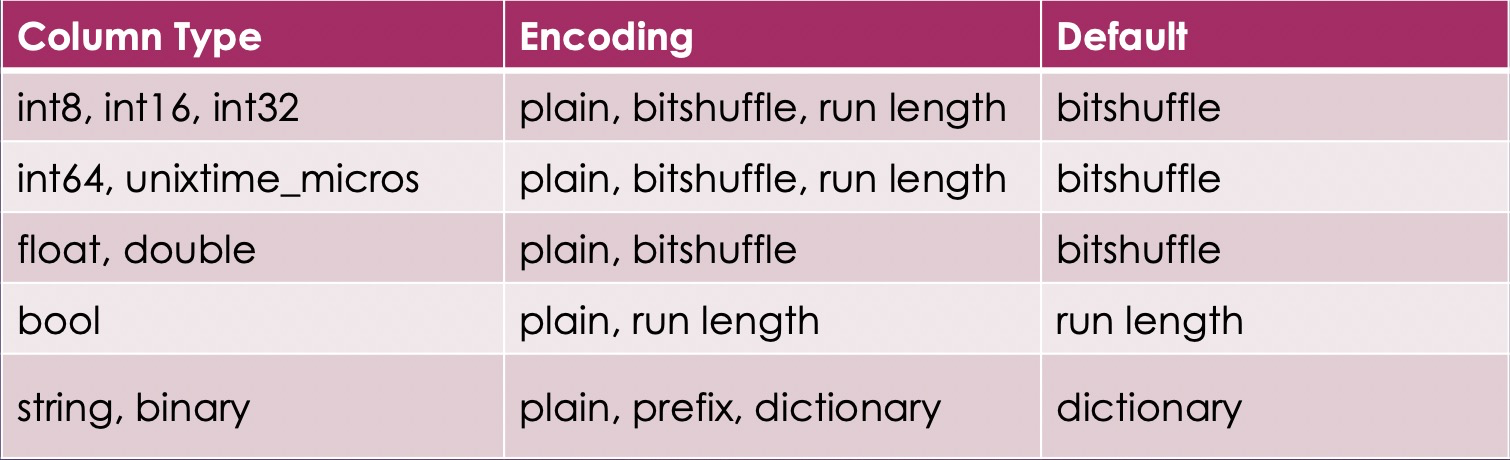 Column Type Encoding Default
int8, int16, int32 plain, bitshuffle, run length bitshuffle
int64, unixtime_micros plain, bitshuffle, run length bitshuffle
float, double plain, bitshuffle bitshuffle
bool plain, run length run length
string, binary plain, prefix, dictionary dictionary